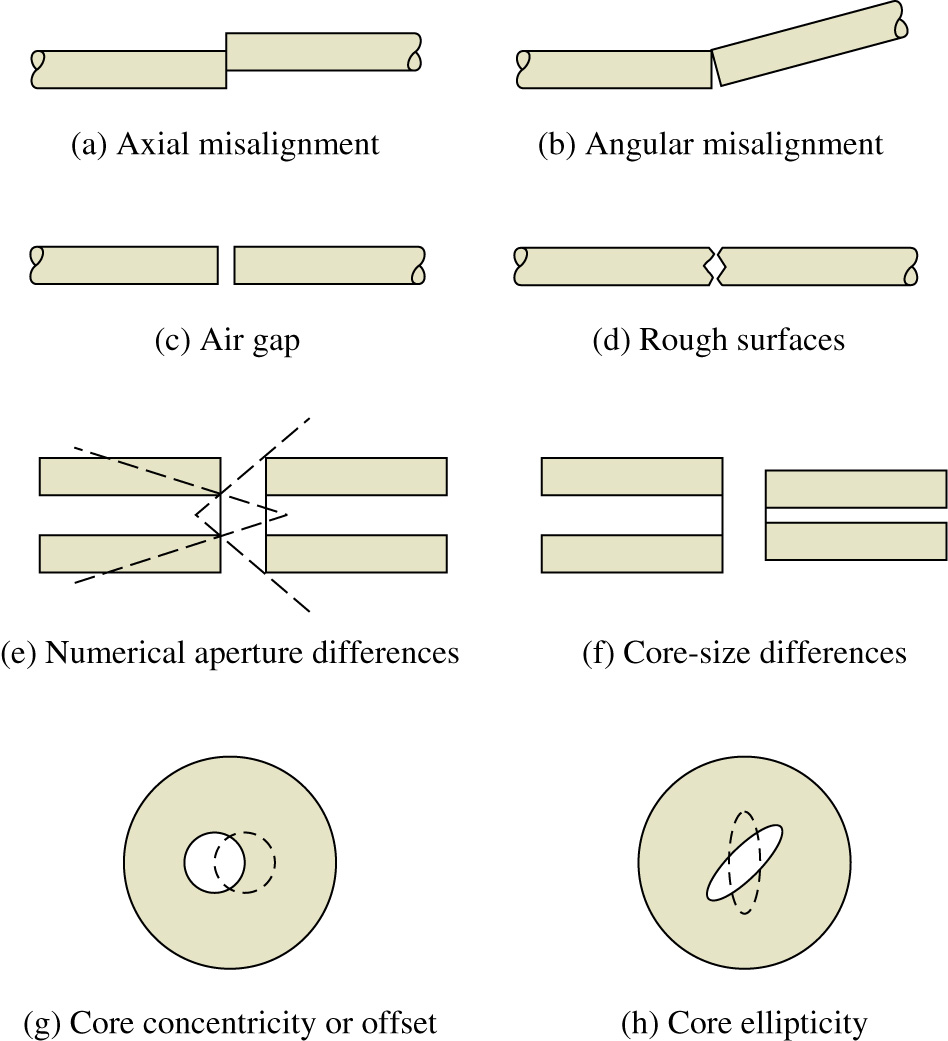 (a) Axial misalignment
(b) Angular misalignment
(c) Air gap
(d) Rough surfaces
(e) Numerical aperture differences
(f) Core-size differences
(g) Core concentricity or offset
(h) Core ellipticity